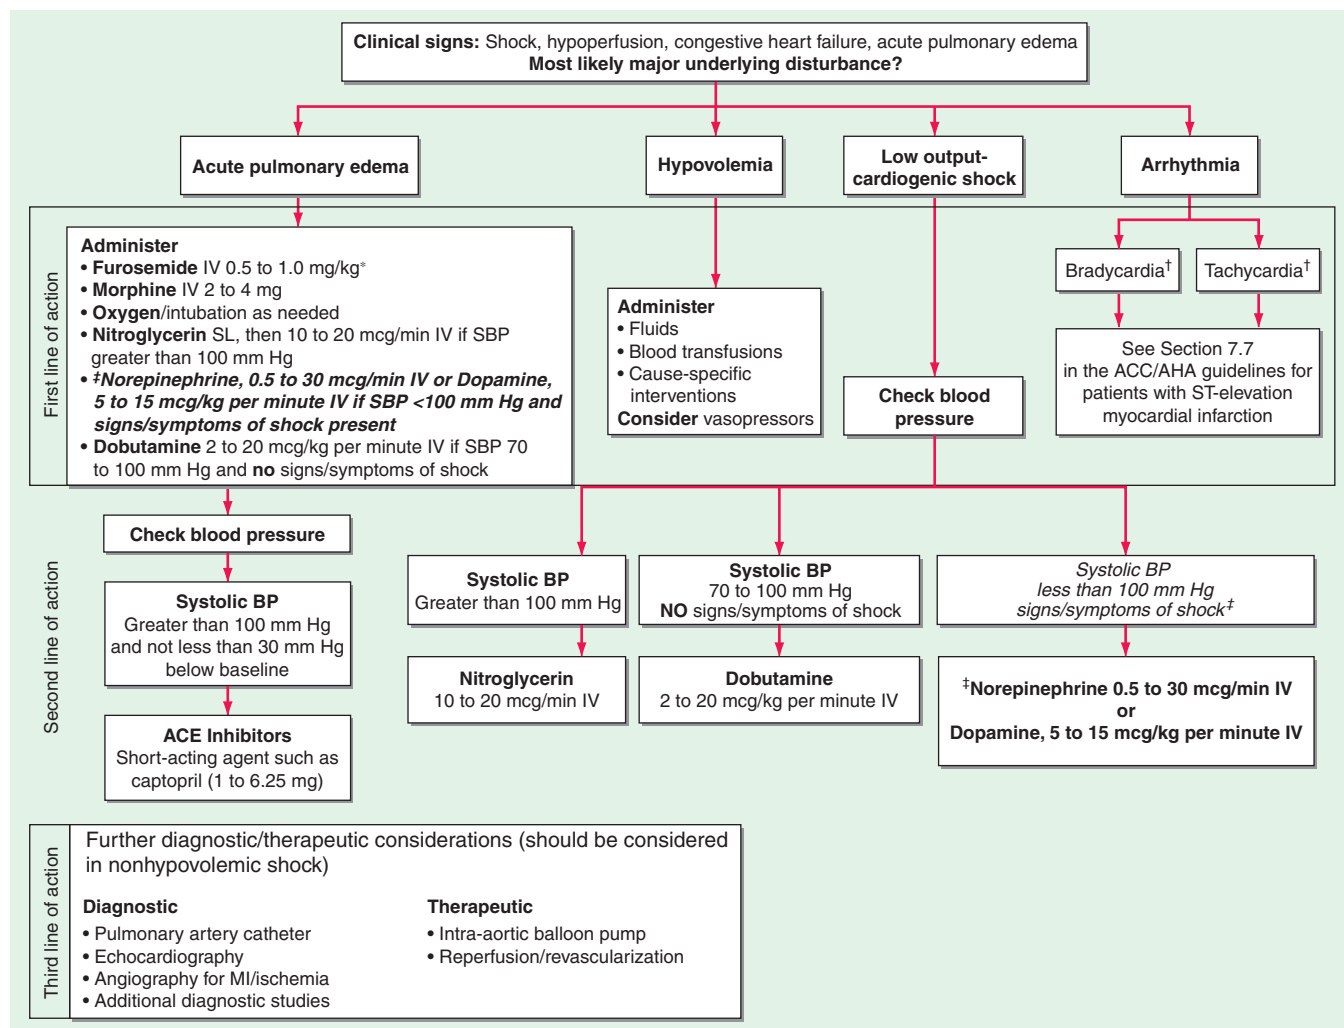 Clinical signs: Shock, hypoperfusion, congestive heart failure, acute pulmonary edema
Most likely major underlying disturbance?
Acute pulmonary edema
Hypovolemia
Low output-
cardiogenic shock
Arrhythmia
First line of action
Administer
• Furosemide IV 0.5 to 1.0 mg/kg*
• Morphine IV 2 to 4 mg
• Oxygen/intubation as needed
• Nitroglycerin SL, then 10 to 20 mcg/min IV if SBP
greater than 100 mm Hg
• ‡Norepinephrine, 0.5 to 30 mcg/min IV or Dopamine,
5 to 15 mcg/kg per minute IV if SBP <100 mm Hg and
signs/symptoms of shock present
• Dobutamine 2 to 20 mcg/kg per minute IV if SBP 70
to 100 mm Hg and no signs/symptoms of shock
Administer
• Fluids
• Blood transfusions
• Cause-specific
interventions
Consider vasopressors
Check blood
pressure
Bradycardia†
Tachycardia†
See Section 7.7
in the ACC/AHA guidelines for
patients with ST-elevation
myocardial infarction
Second line of action
Check blood pressure
Systolic BP
Greater than 100 mm Hg
and not less than 30 mm Hg
below baseline
ACE Inhibitors
Short-acting agent such as
captopril (1 to 6.25 mg)
Systolic BP
Greater than 100 mm Hg
Nitroglycerin
10 to 20 mcg/min IV
Systolic BP
70 to 100 mm Hg
NO signs/symptoms of shock
Dobutamine
2 to 20 mcg/kg per minute IV
Systolic BP
less than 100 mm Hg
signs/symptoms of shock‡
‡Norepinephrine 0.5 to 30 mcg/min IV
or
Dopamine, 5 to 15 mcg/kg per minute IV
Third line of action
Further diagnostic/therapeutic considerations (should be considered
in nonhypovolemic shock)
Diagnostic
• Pulmonary artery catheter
• Echocardiography
• Angiography for MI/ischemia
• Additional diagnostic studies
Therapeutic
• Intra-aortic balloon pump
• Reperfusion/revascularization